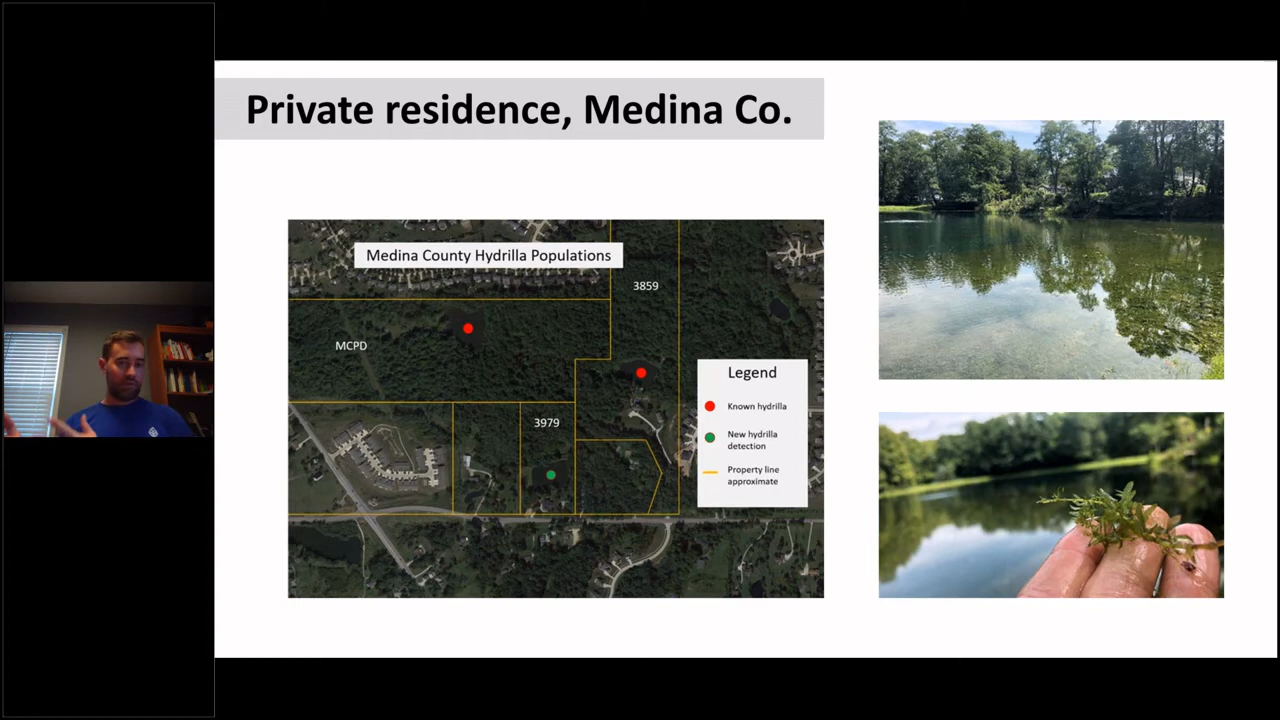 Private residence, Medina Co.
Medina County Hydrilla Populations
3859
MCPD
3979
Legend
Known hydrilla
New hydrilla
detection
Property line
approximate